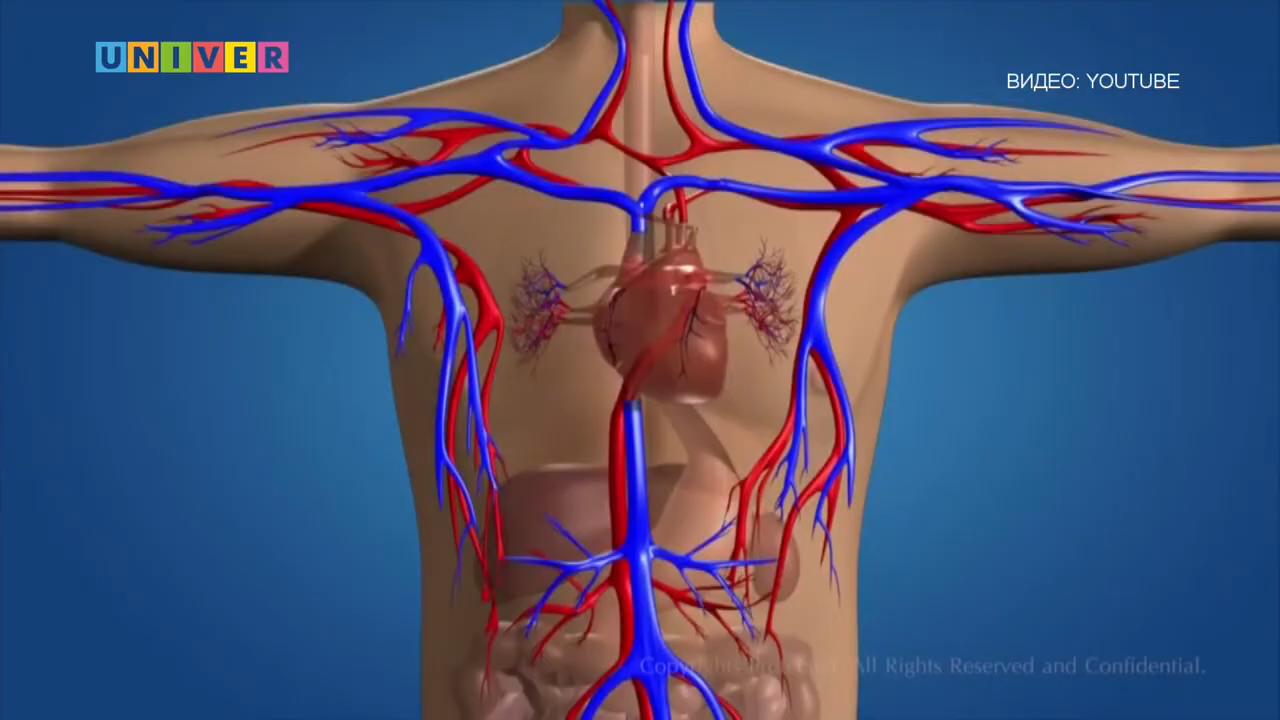 UNIVER
ВИДЕО: YOUTUBE
All Rights Reserved and Confidential.